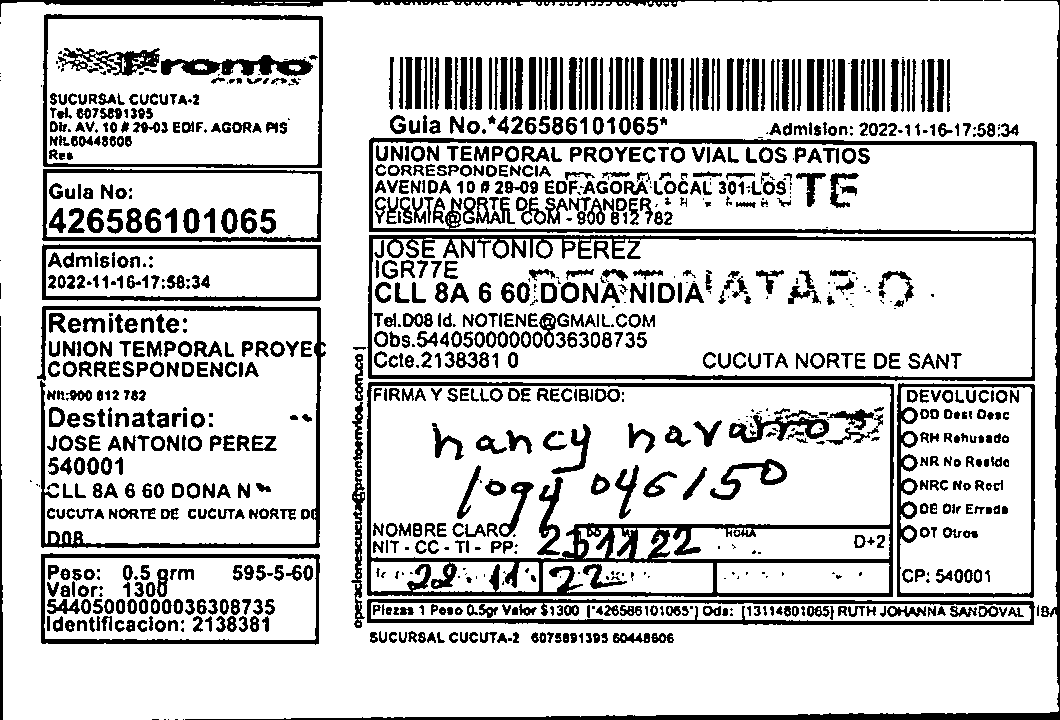 Pronto
envios
SUCURSAL CUCUTA-2
Tel. 6075891395
Dir. AV. 10 # 29-03 EDIF. AGORA PIS
Nit.60448606
Res
Guia No:
426586101065
Admision.:
2022-11-16-17:58:34
Remitente:
UNION TEMPORAL PROYEC
CORRESPONDENCIA
Nit:900 812 782
Destinatario:
JOSE ANTONIO PEREZ
540001
CLL 8A 6 60 DONA N
CUCUTA NORTE DE CUCUTA NORTE DE
D08
Peso: 0.5 grm 595-5-60
Valor: 1300
54405000000036308735
Identificacion: 2138381
Guia No.*426586101065* Admision: 2022-11-16-17:58:34
UNION TEMPORAL PROYECTO VIAL LOS PATIOS
CORRESPONDENCIA
AVENIDA 10 # 29-09 EDF.AGORA LOCAL 301 LOS
CUCUTA NORTE DE SANTANDER
YEISMIR@GMAIL COM - 900 812 782
JOSE ANTONIO PEREZ
IGR77E
CLL 8A 6 60 DONA NIDIA
DESTINATARIO
Tel.D08 Id. NOTIENE@GMAIL.COM
Obs.54405000000036308735
Ccte.2138381 0 CUCUTA NORTE DE SANT
operacionescucuta@prontoenvios.com.co
FIRMA Y SELLO DE RECIBIDO:
nancy navarro
1094 046150
NOMBRE CLARO:
NIT - CC - TI - PP:
231122
HORA
D+2
22 11 22
DEVOLUCION
DD Dest Desc
RH Rehusado
NR No Reside
NRC No Recl
DE Dir Errada
OT Otros
CP: 540001
Piezas 1 Peso 0.5gr Valor $1300 [*426586101065*] Ods: [13114601065] RUTH JOHANNA SANDOVAL IBA
SUCURSAL CUCUTA-2 6075891395 60448606